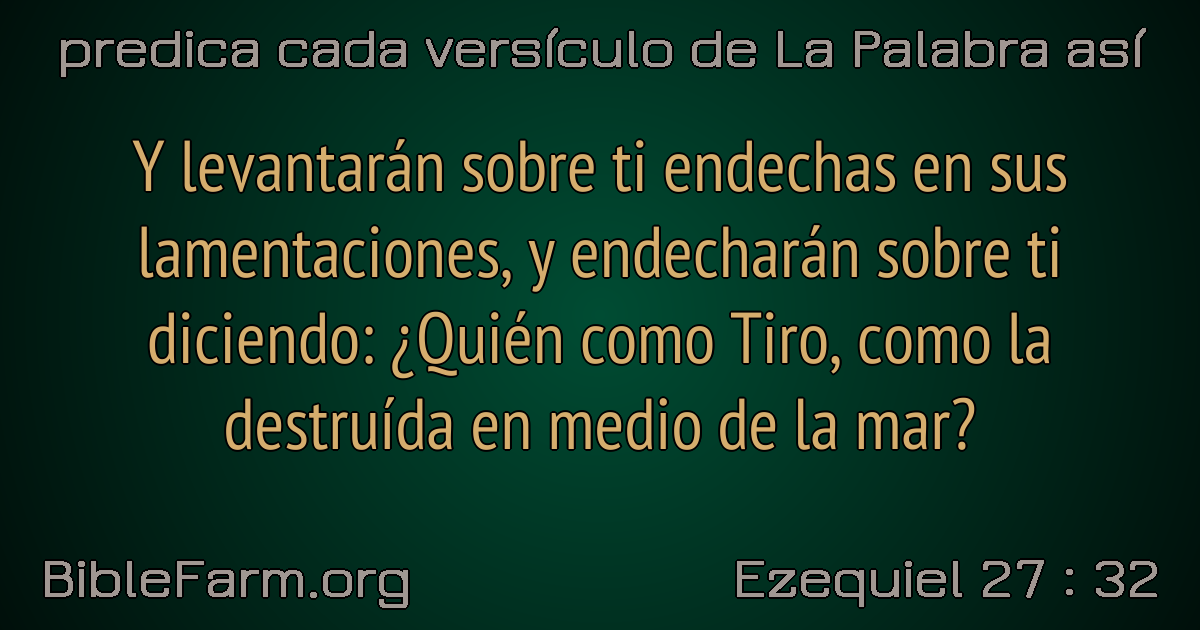 predica cada versículo de La Palabra así
Y levantarán sobre ti endechas en sus
lamentaciones, y endecharán sobre ti
diciendo: ¿Quién como Tiro, como la
destruída en medio de la mar?
BibleFarm.org
Ezequiel 27 : 32